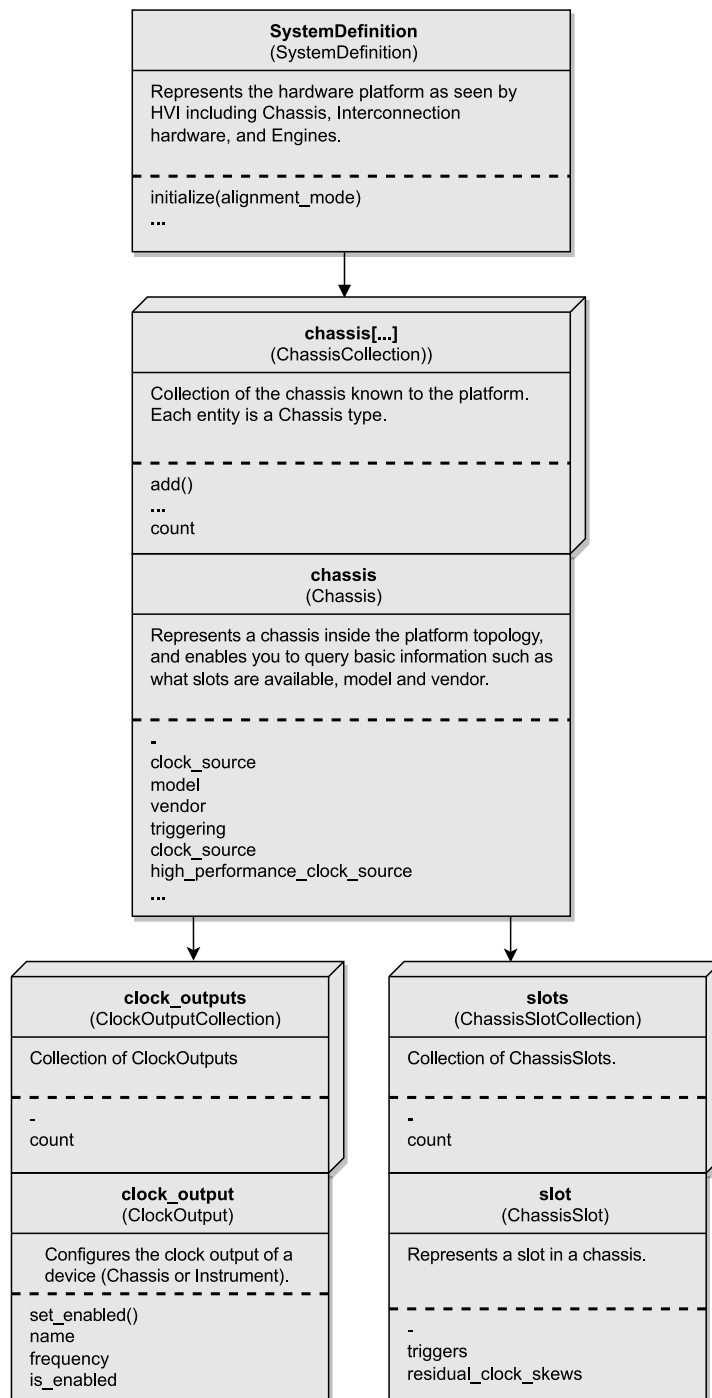 SystemDefinition
(SystemDefinition)
Represents the hardware platform as seen by
HVI including Chassis, Interconnection
hardware, and Engines.
initialize(alignment_mode)
...
chassis[...]
(ChassisCollection))
Collection of the chassis known to the platform.
Each entity is a Chassis type.
add()
...
count
chassis
(Chassis)
Represents a chassis inside the platform topology,
and enables you to query basic information such as
what slots are available, model and vendor.
-
clock_source
model
vendor
triggering
clock_source
high_performance_clock_source
...
clock_outputs
(ClockOutputCollection)
Collection of ClockOutputs
-
count
clock_output
(ClockOutput)
Configures the clock output of a
device (Chassis or Instrument).
set_enabled()
name
frequency
is_enabled
slots
(ChassisSlotCollection)
Collection of ChassisSlots.
-
count
slot
(ChassisSlot)
Represents a slot in a chassis.
-
triggers
residual_clock_skews